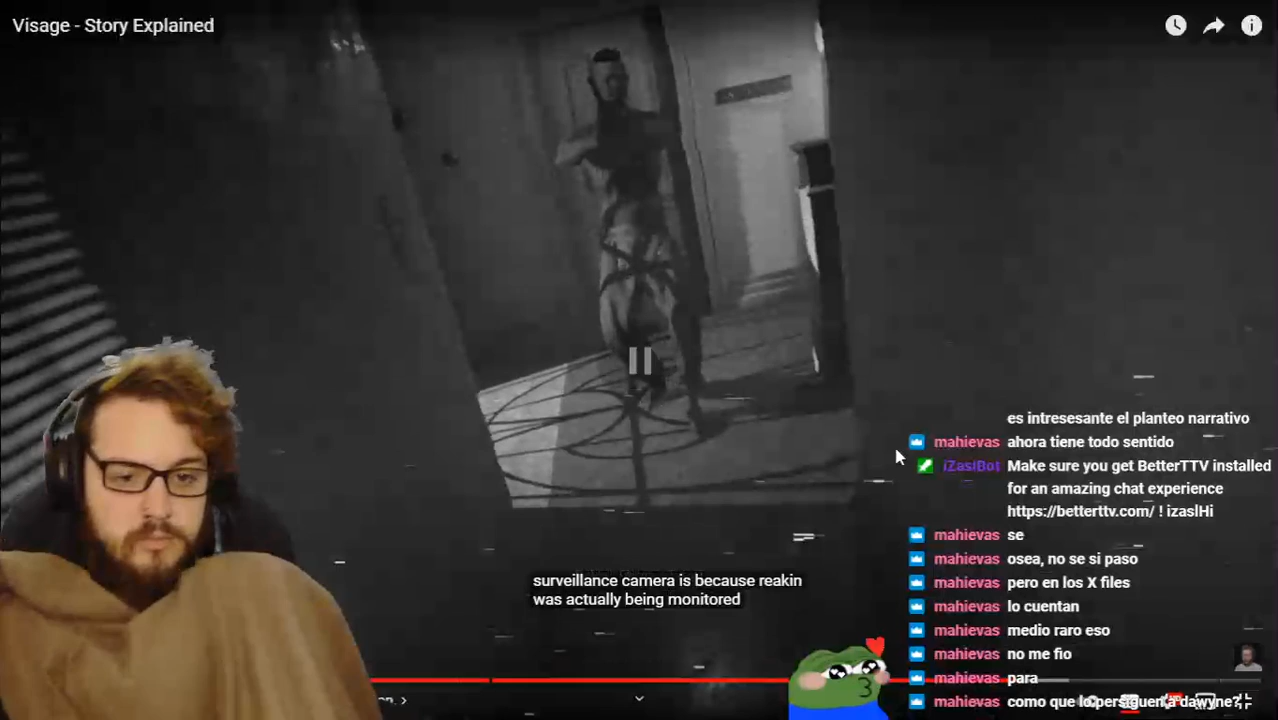 Visage - Story Explained
es intresesante el planteo narrativo
mahievas ahora tiene todo sentido
iZasiBot Make sure you get BetterTTV installed
for an amazing chat experience
https://betterttv.com/ ! izaslHi
mahievas se
mahievas osea, no se si paso
mahievas pero en los X files
mahievas lo cuentan
mahievas medio raro eso
mahievas no me fio
mahievas para
mahievas como que lo persiguen a dawyne?
surveillance camera is because reakin
was actually being monitored